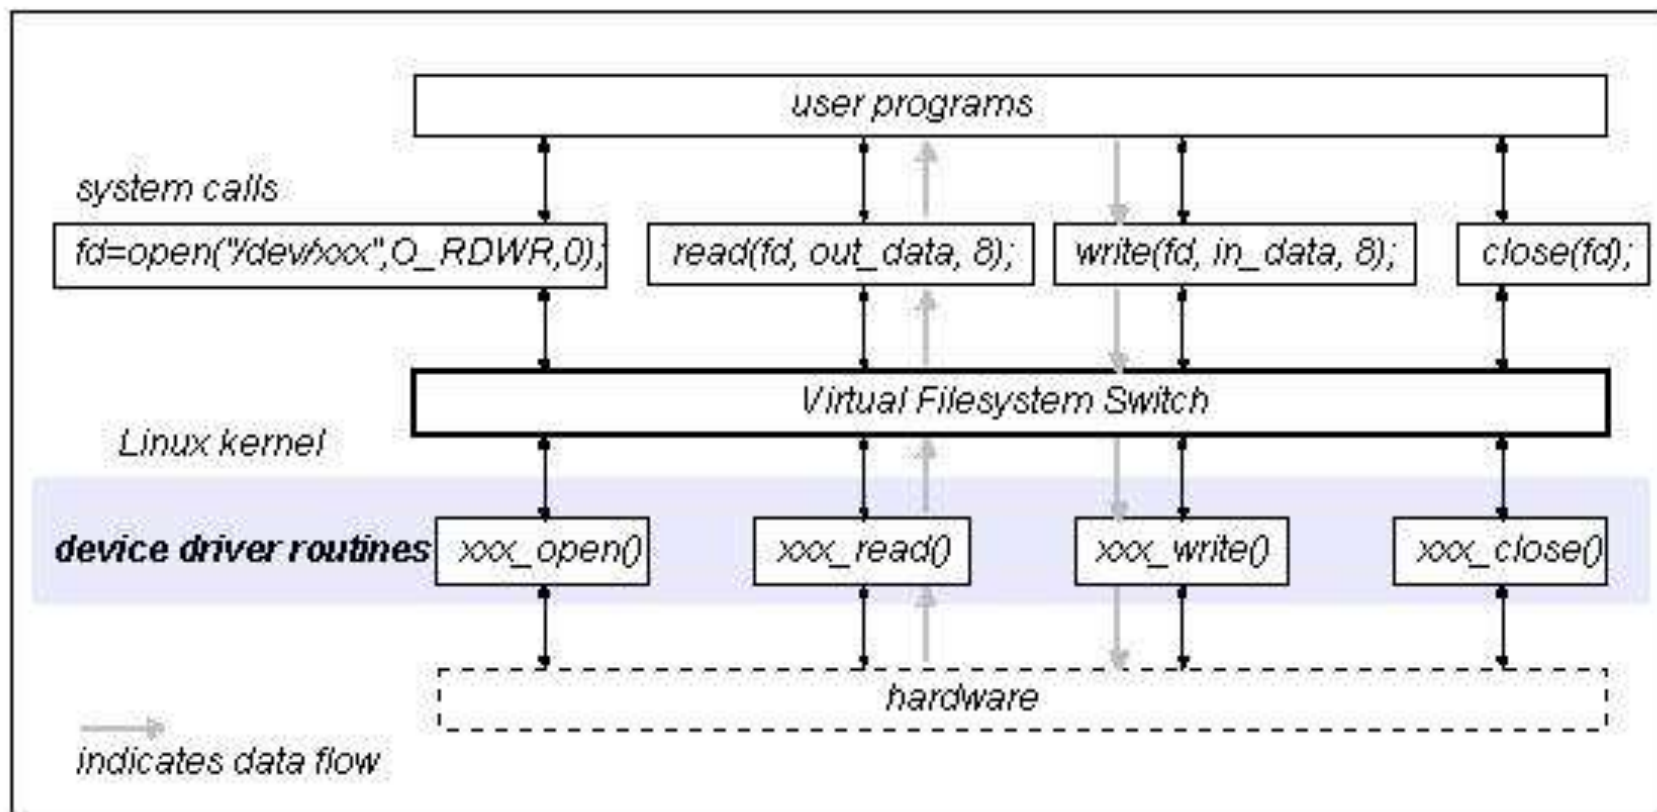 user programs
system calls
fd=open("/dev/xxx",O_RDWR,0);
read(fd, out_data, 8);
write(fd, in_data, 8);
close(fd);
Virtual Filesystem Switch
Linux kernel
device driver routines
xxx_open()
xxx_read()
xxx_write()
xxx_close()
hardware
indicates data flow